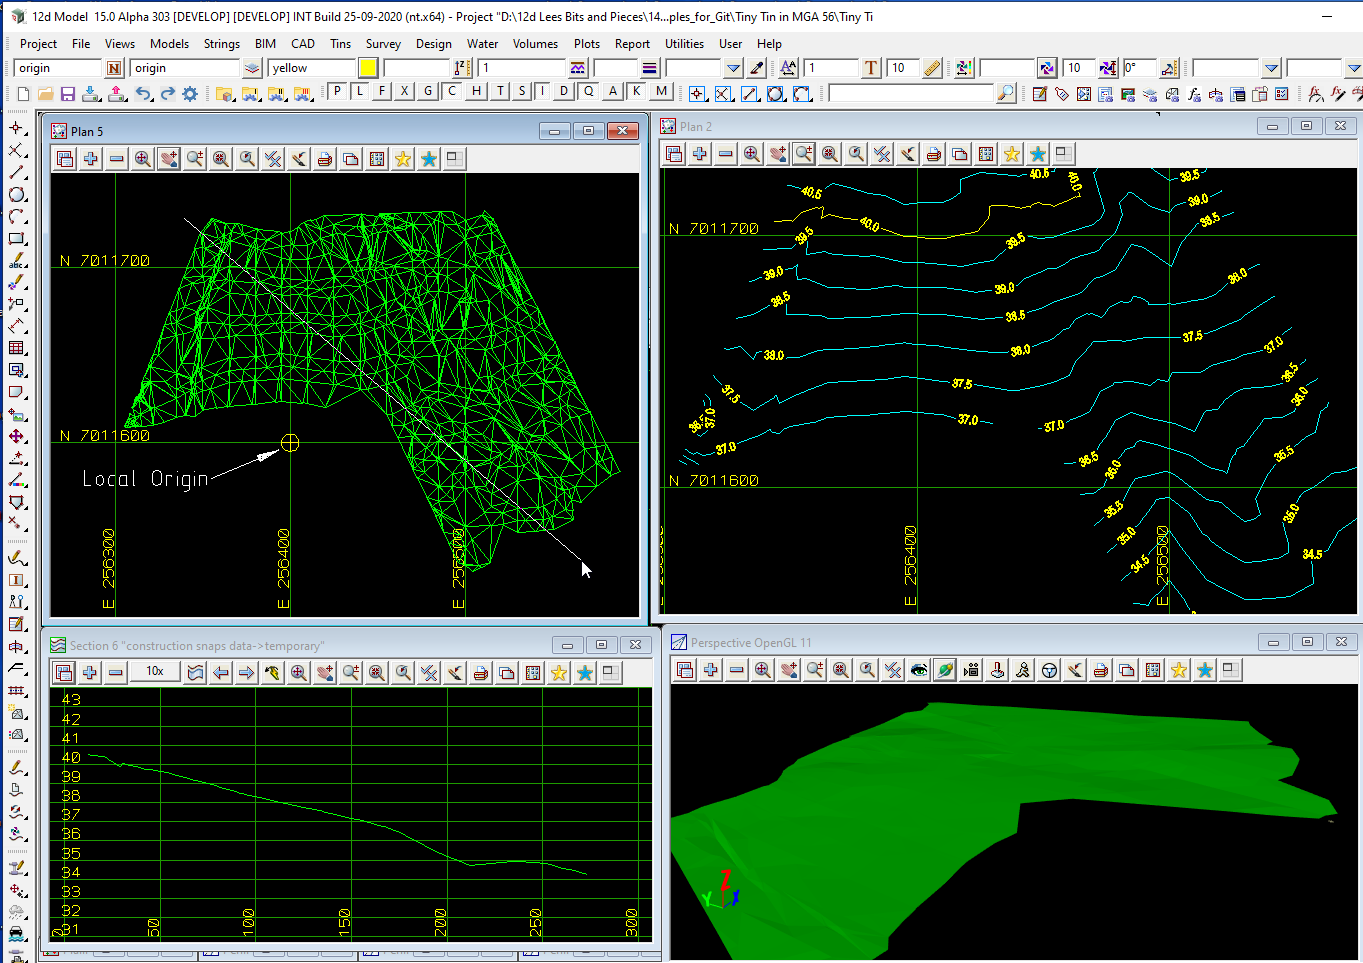 12d Model 15.0 Alpha 303 [DEVELOP] [DEVELOP] INT Build 25-09-2020 (nt.x64) - Project "D:\12d Lees Bits and Pieces\14...ples_for_Git\Tiny Tin in MGA 56\Tiny Ti
Project File Views Models Strings BIM CAD Tins Survey Design Water Volumes Plots Report Utilities User Help
origin N origin yellow 1 1 T 10 10 0°
P L F X G C H T S I D Q A K M
Plan 5
N 7011700
N 7011600
Local Origin
E 256300
E 256400
E 256500
Plan 2
40.5
40.5
40.0
39.5
39.0
38.5
40.0
39.5
39.5
N 7011700
39.0
39.0
38.5
38.5
38.0
38.0
38.0
37.5
37.0
37.5
37.5
37.0
36.5
37.0
37.0
37.0
36.5
36.0
36.5
36.0
35.5
35.5
35.0
35.0
34.5
34.5
N 7011600
E 256400
E 256500
Section 6 "construction snaps data->temporary"
10x
43
42
41
40
39
38
37
36
35
34
33
32
31
0 50 100 150 200 250 300
Perspective OpenGL 11
Z
Y X